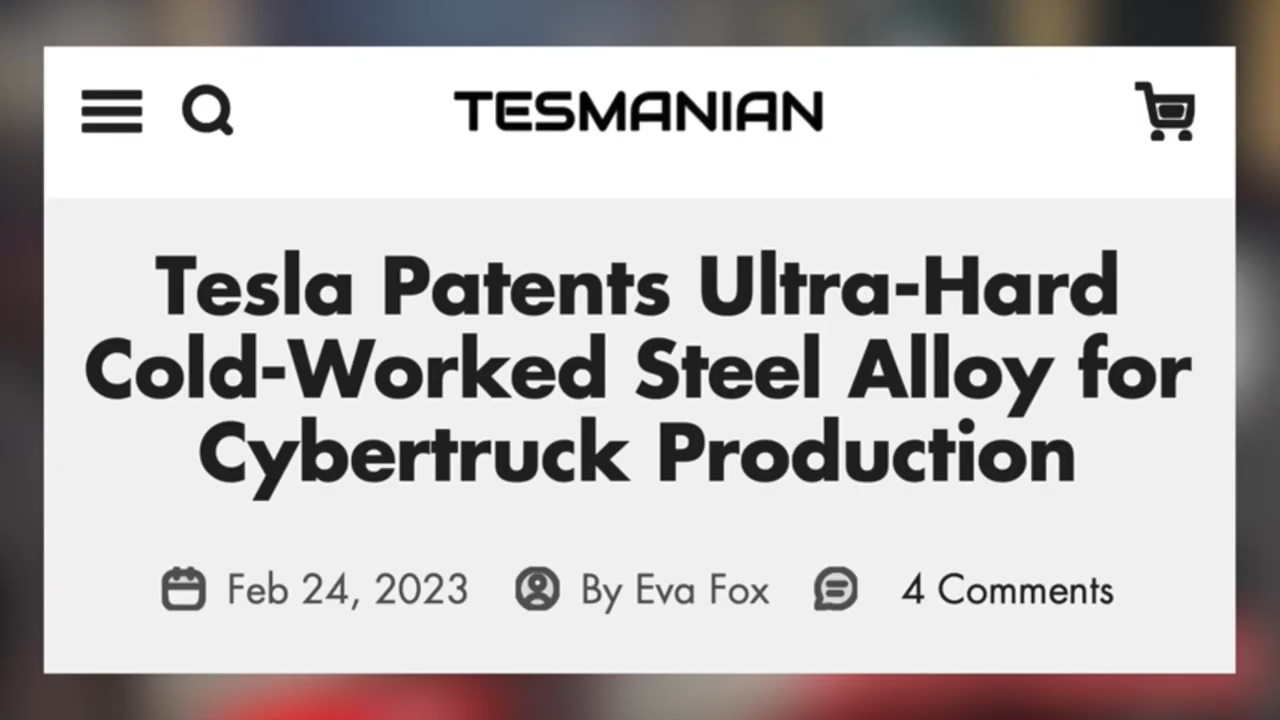 TESMANIAN
Tesla Patents Ultra-Hard
Cold-Worked Steel Alloy for
Cybertruck Production
Feb 24, 2023 By Eva Fox 4 Comments